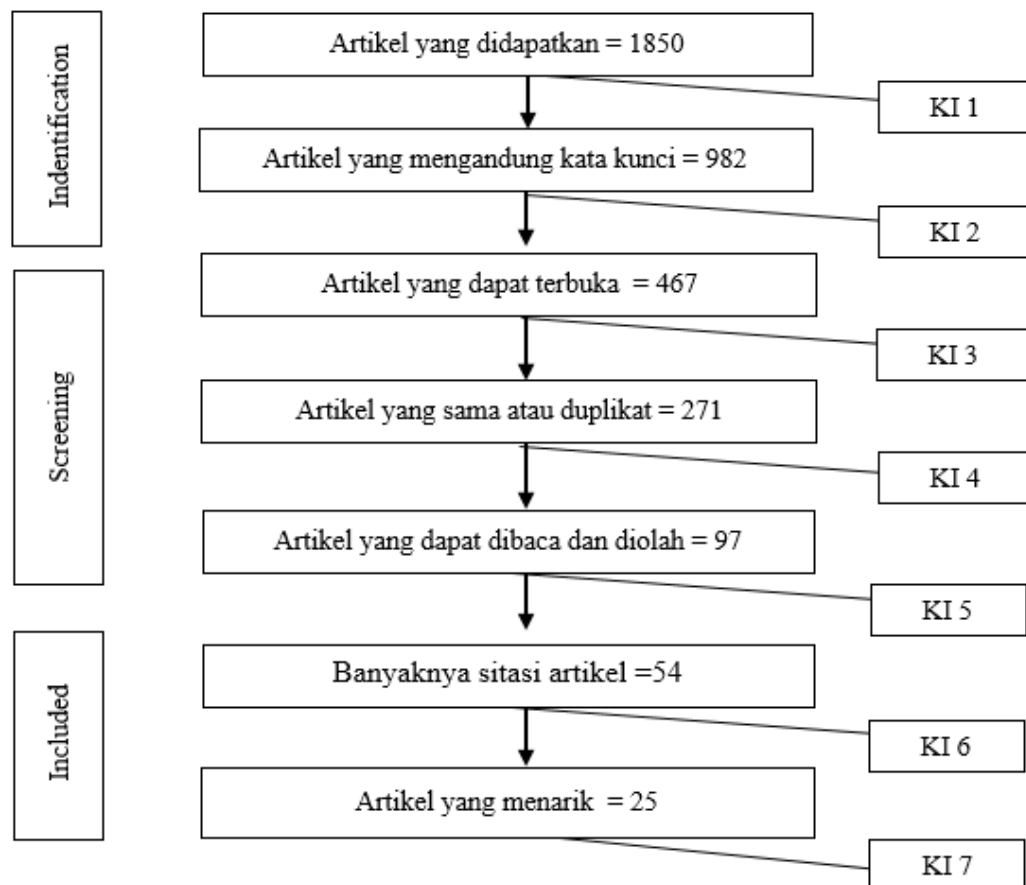 Indentification
Artikel yang didapatkan = 1850
KI 1
Artikel yang mengandung kata kunci = 982
KI 2
Screening
Artikel yang dapat terbuka = 467
KI 3
Artikel yang sama atau duplikat = 271
KI 4
Artikel yang dapat dibaca dan diolah = 97
KI 5
Included
Banyaknya sitasi artikel =54
KI 6
Artikel yang menarik = 25
KI 7